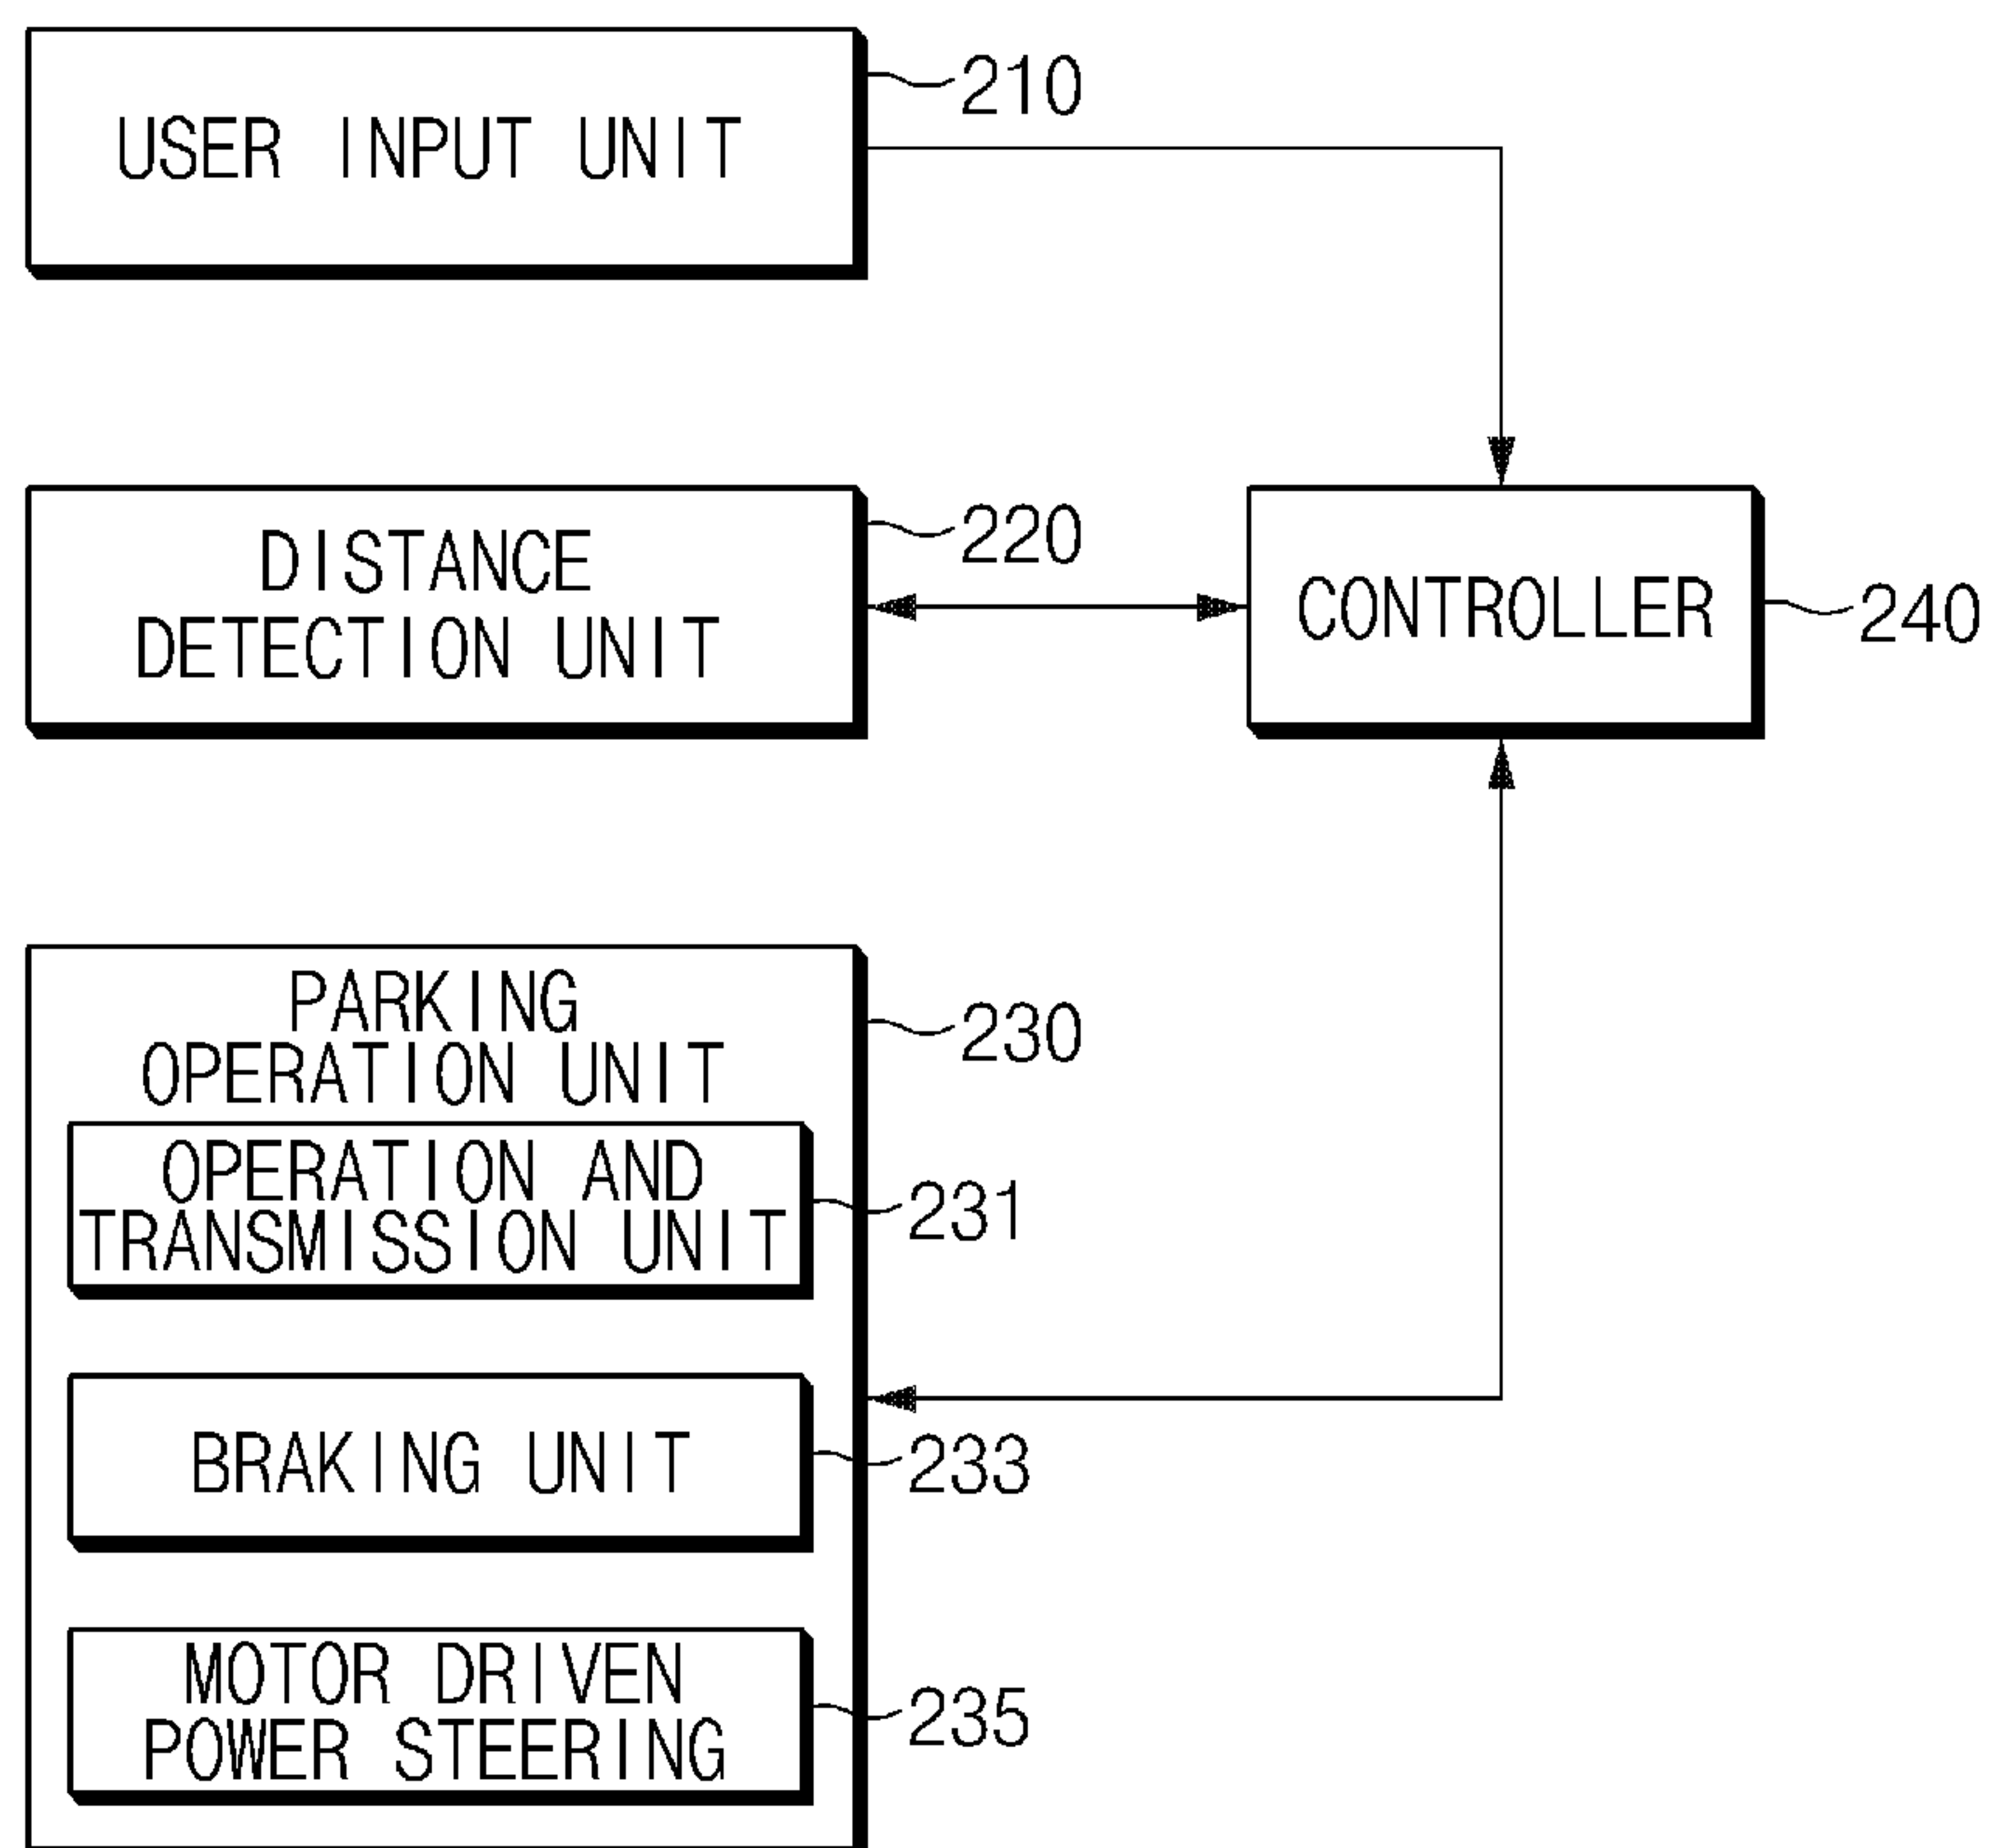 USER INPUT UNIT
210
DISTANCE
DETECTION UNIT
220
CONTROLLER
240
PARKING
OPERATION UNIT
230
OPERATION AND
TRANSMISSION UNIT
231
BRAKING UNIT
233
MOTOR DRIVEN
POWER STEERING
235